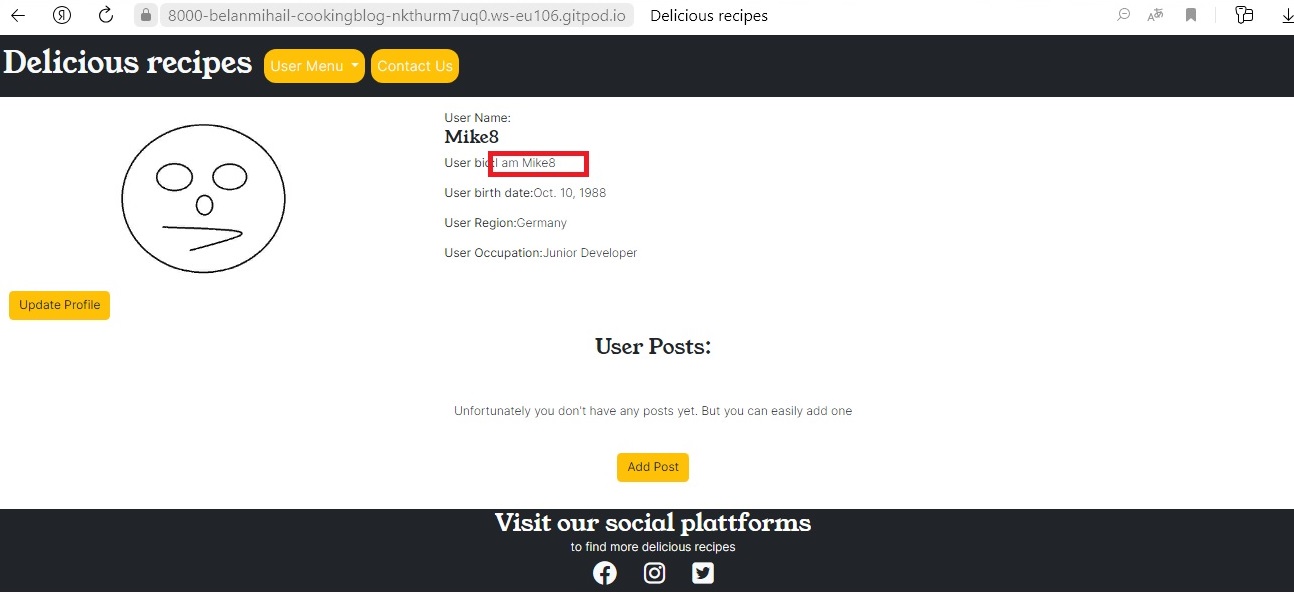 8000-belanmihail-cookingblog-nkthurm7uq0.ws-eu106.gitpod.io Delicious recipes
Delicious recipes User Menu Contact Us
User Name:
Mike8
User bio:I am Mike8
User birth date:Oct. 10, 1988
User Region:Germany
User Occupation:Junior Developer
Update Profile
User Posts:
Unfortunately you don't have any posts yet. But you can easily add one
Add Post
Visit our social plattforms
to find more delicious recipes